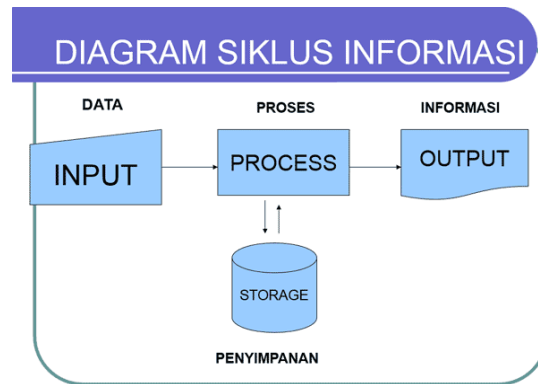 DIAGRAM SIKLUS INFORMASI
DATA
PROSES
INFORMASI
INPUT
PROCESS
OUTPUT
STORAGE
PENYIMPANAN